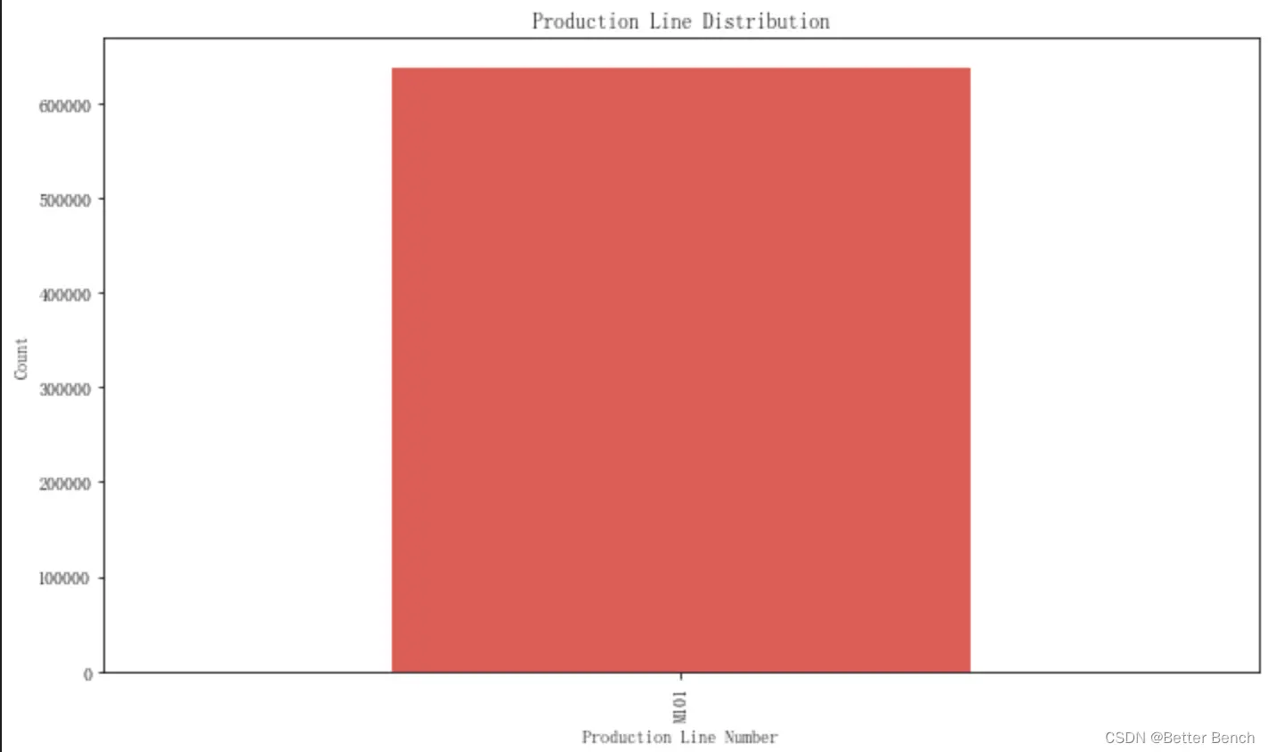 Production Line Distribution
600000
500000
400000
300000
200000
100000
0
Count
M101
Production Line Number
CSDN @Better Bench